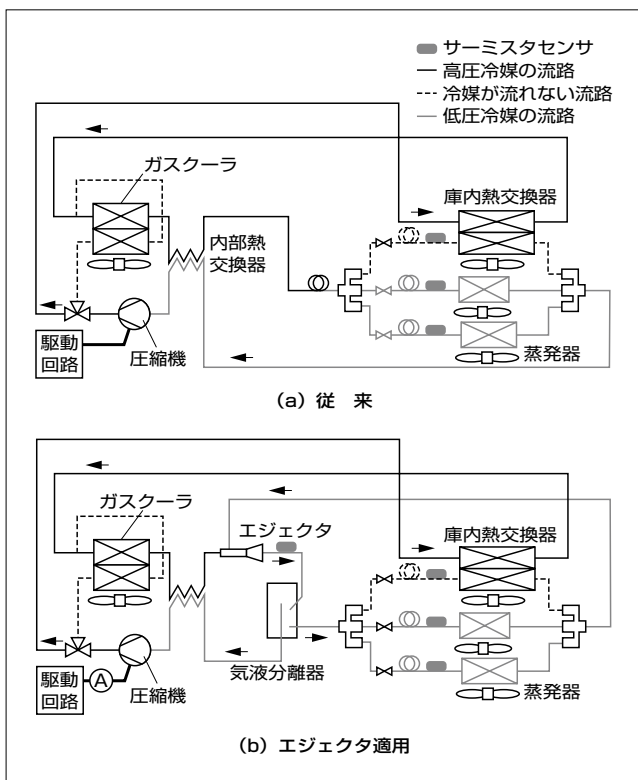 サーミスタセンサ
高圧冷媒の流路
冷媒が流れない流路
低圧冷媒の流路
ガスクーラ
庫内熱交換器
内部熱
交換器
駆動
回路
圧縮機
蒸発器
(a) 従 来
ガスクーラ
エジェクタ
庫内熱交換器
駆動
回路
A
圧縮機
気液分離器
蒸発器
(b) エジェクタ適用